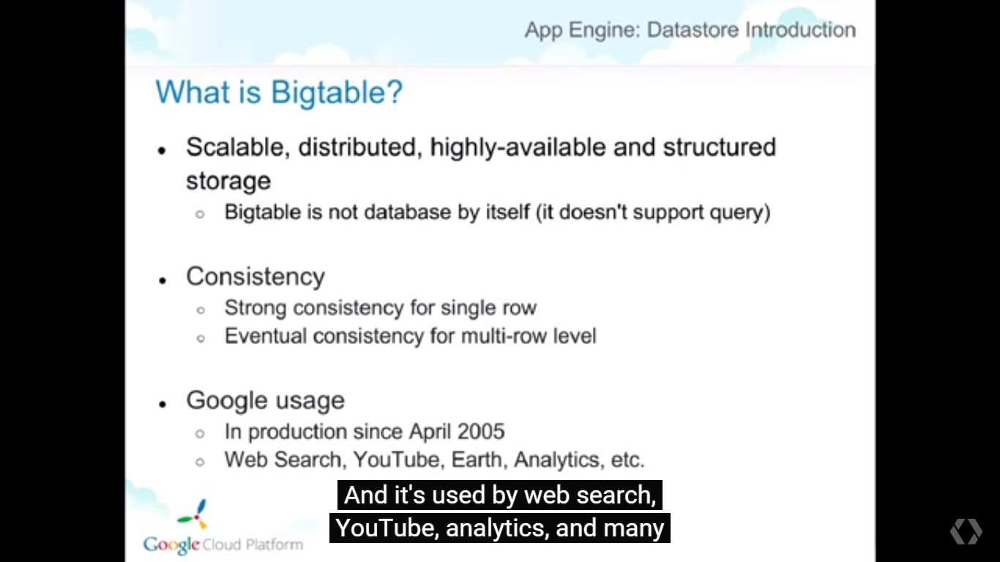 App Engine: Datastore Introduction
What is Bigtable?
• Scalable, distributed, highly-available and structured
storage
○ Bigtable is not database by itself (it doesn't support query)
• Consistency
○ Strong consistency for single row
○ Eventual consistency for multi-row level
• Google usage
○ In production since April 2005
○ Web Search, YouTube, Earth, Analytics, etc.
And it's used by web search,
YouTube, analytics, and many
Google Cloud Platform